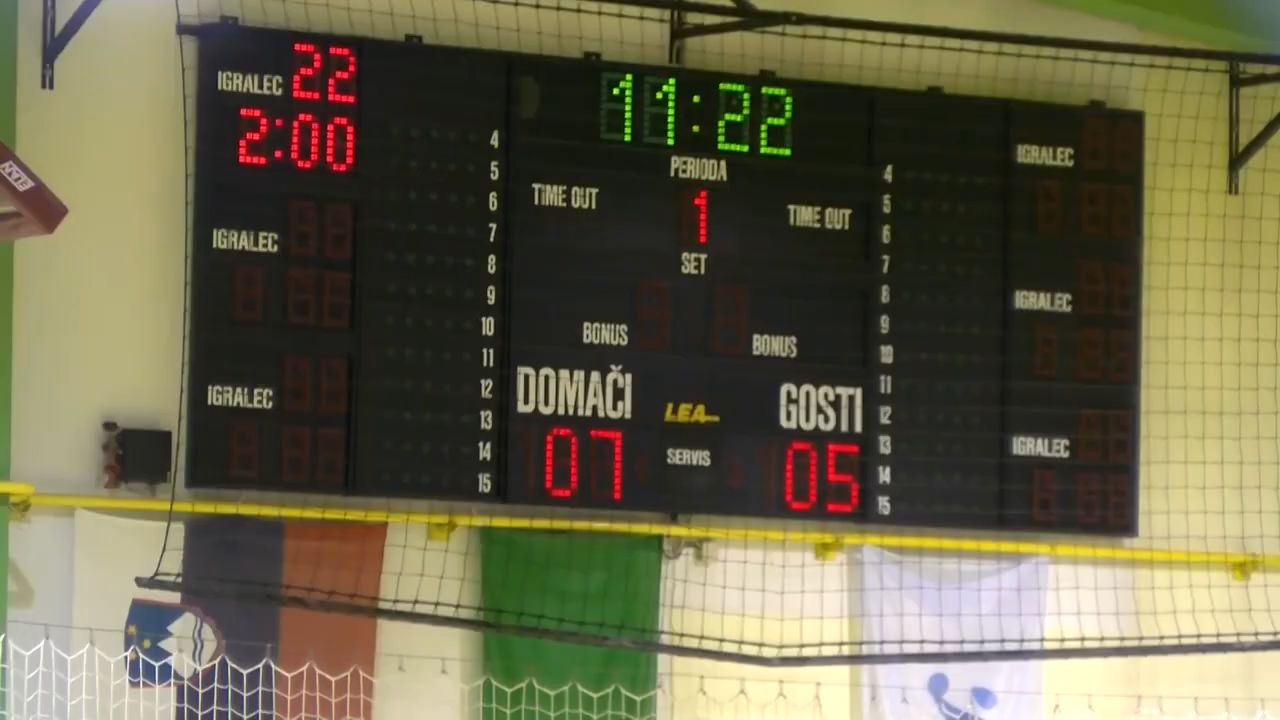 IGRALEC 22
2:00
IGRALEC
IGRALEC
4
5
6
7
8
9
10
11
12
13
14
15
11:22
PERIODA
1
TIME OUT
TIME OUT
SET
BONUS
BONUS
DOMAČI
GOSTI
LEA
07
SERVIS
05
4
5
6
7
8
9
10
11
12
13
14
15
IGRALEC
IGRALEC
IGRALEC
ELAN